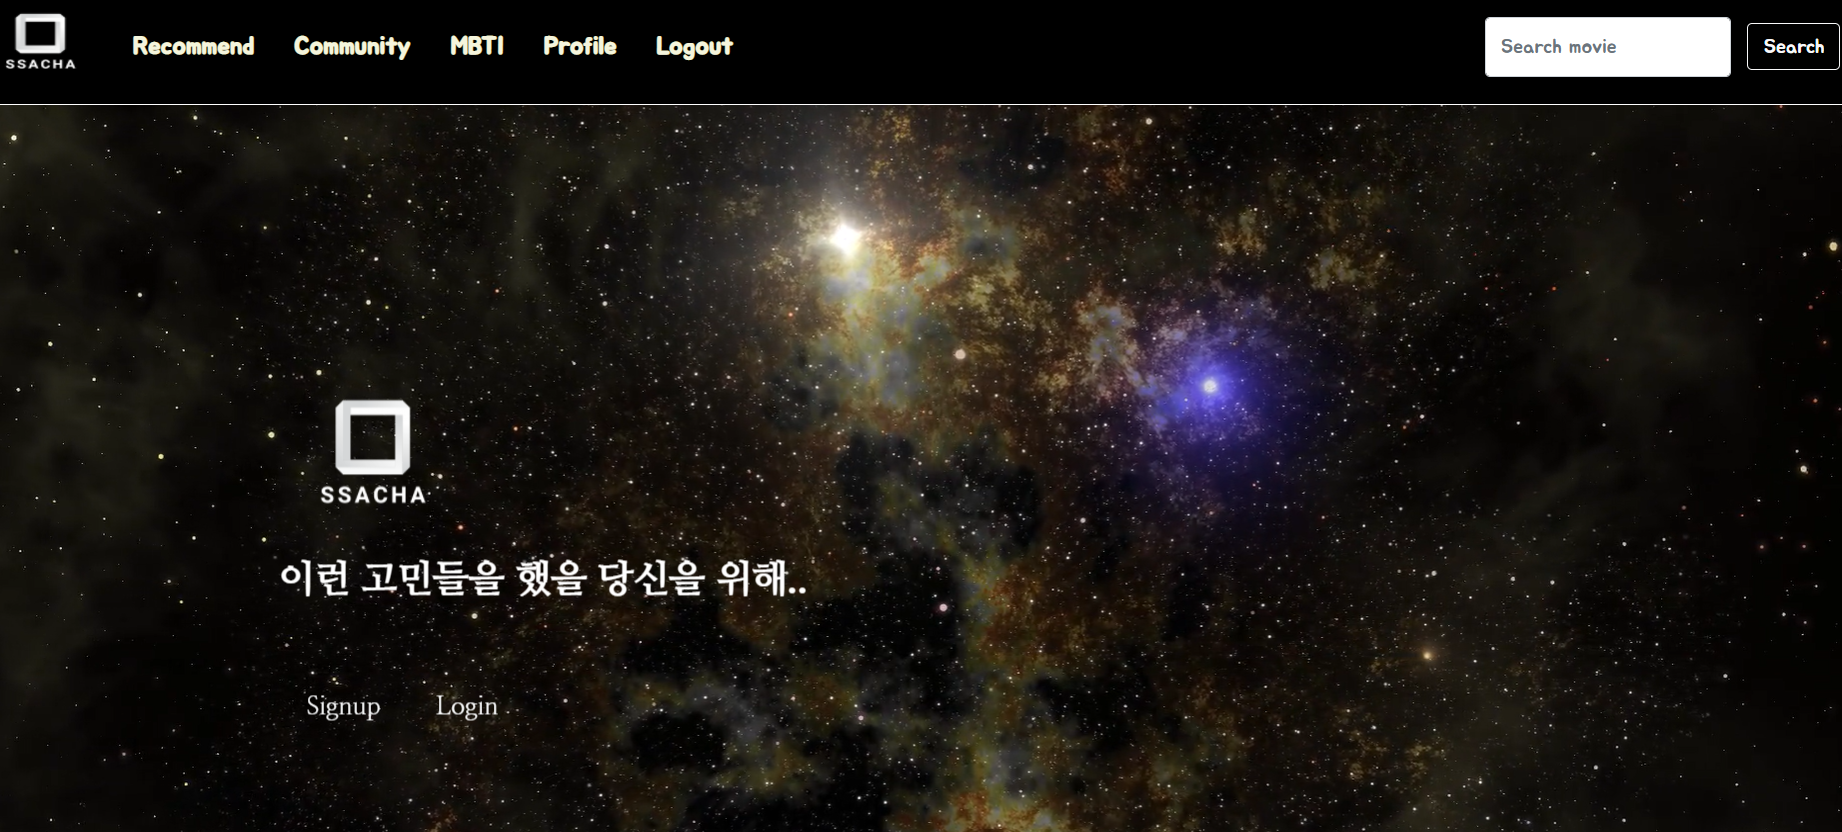 SSACHA
Recommend Community MBTI Profile Logout Search movie Search
SSACHA
이런 고민들을 했을 당신을 위해..
Signup Login